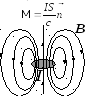 M = IS/c n⃗
B
I